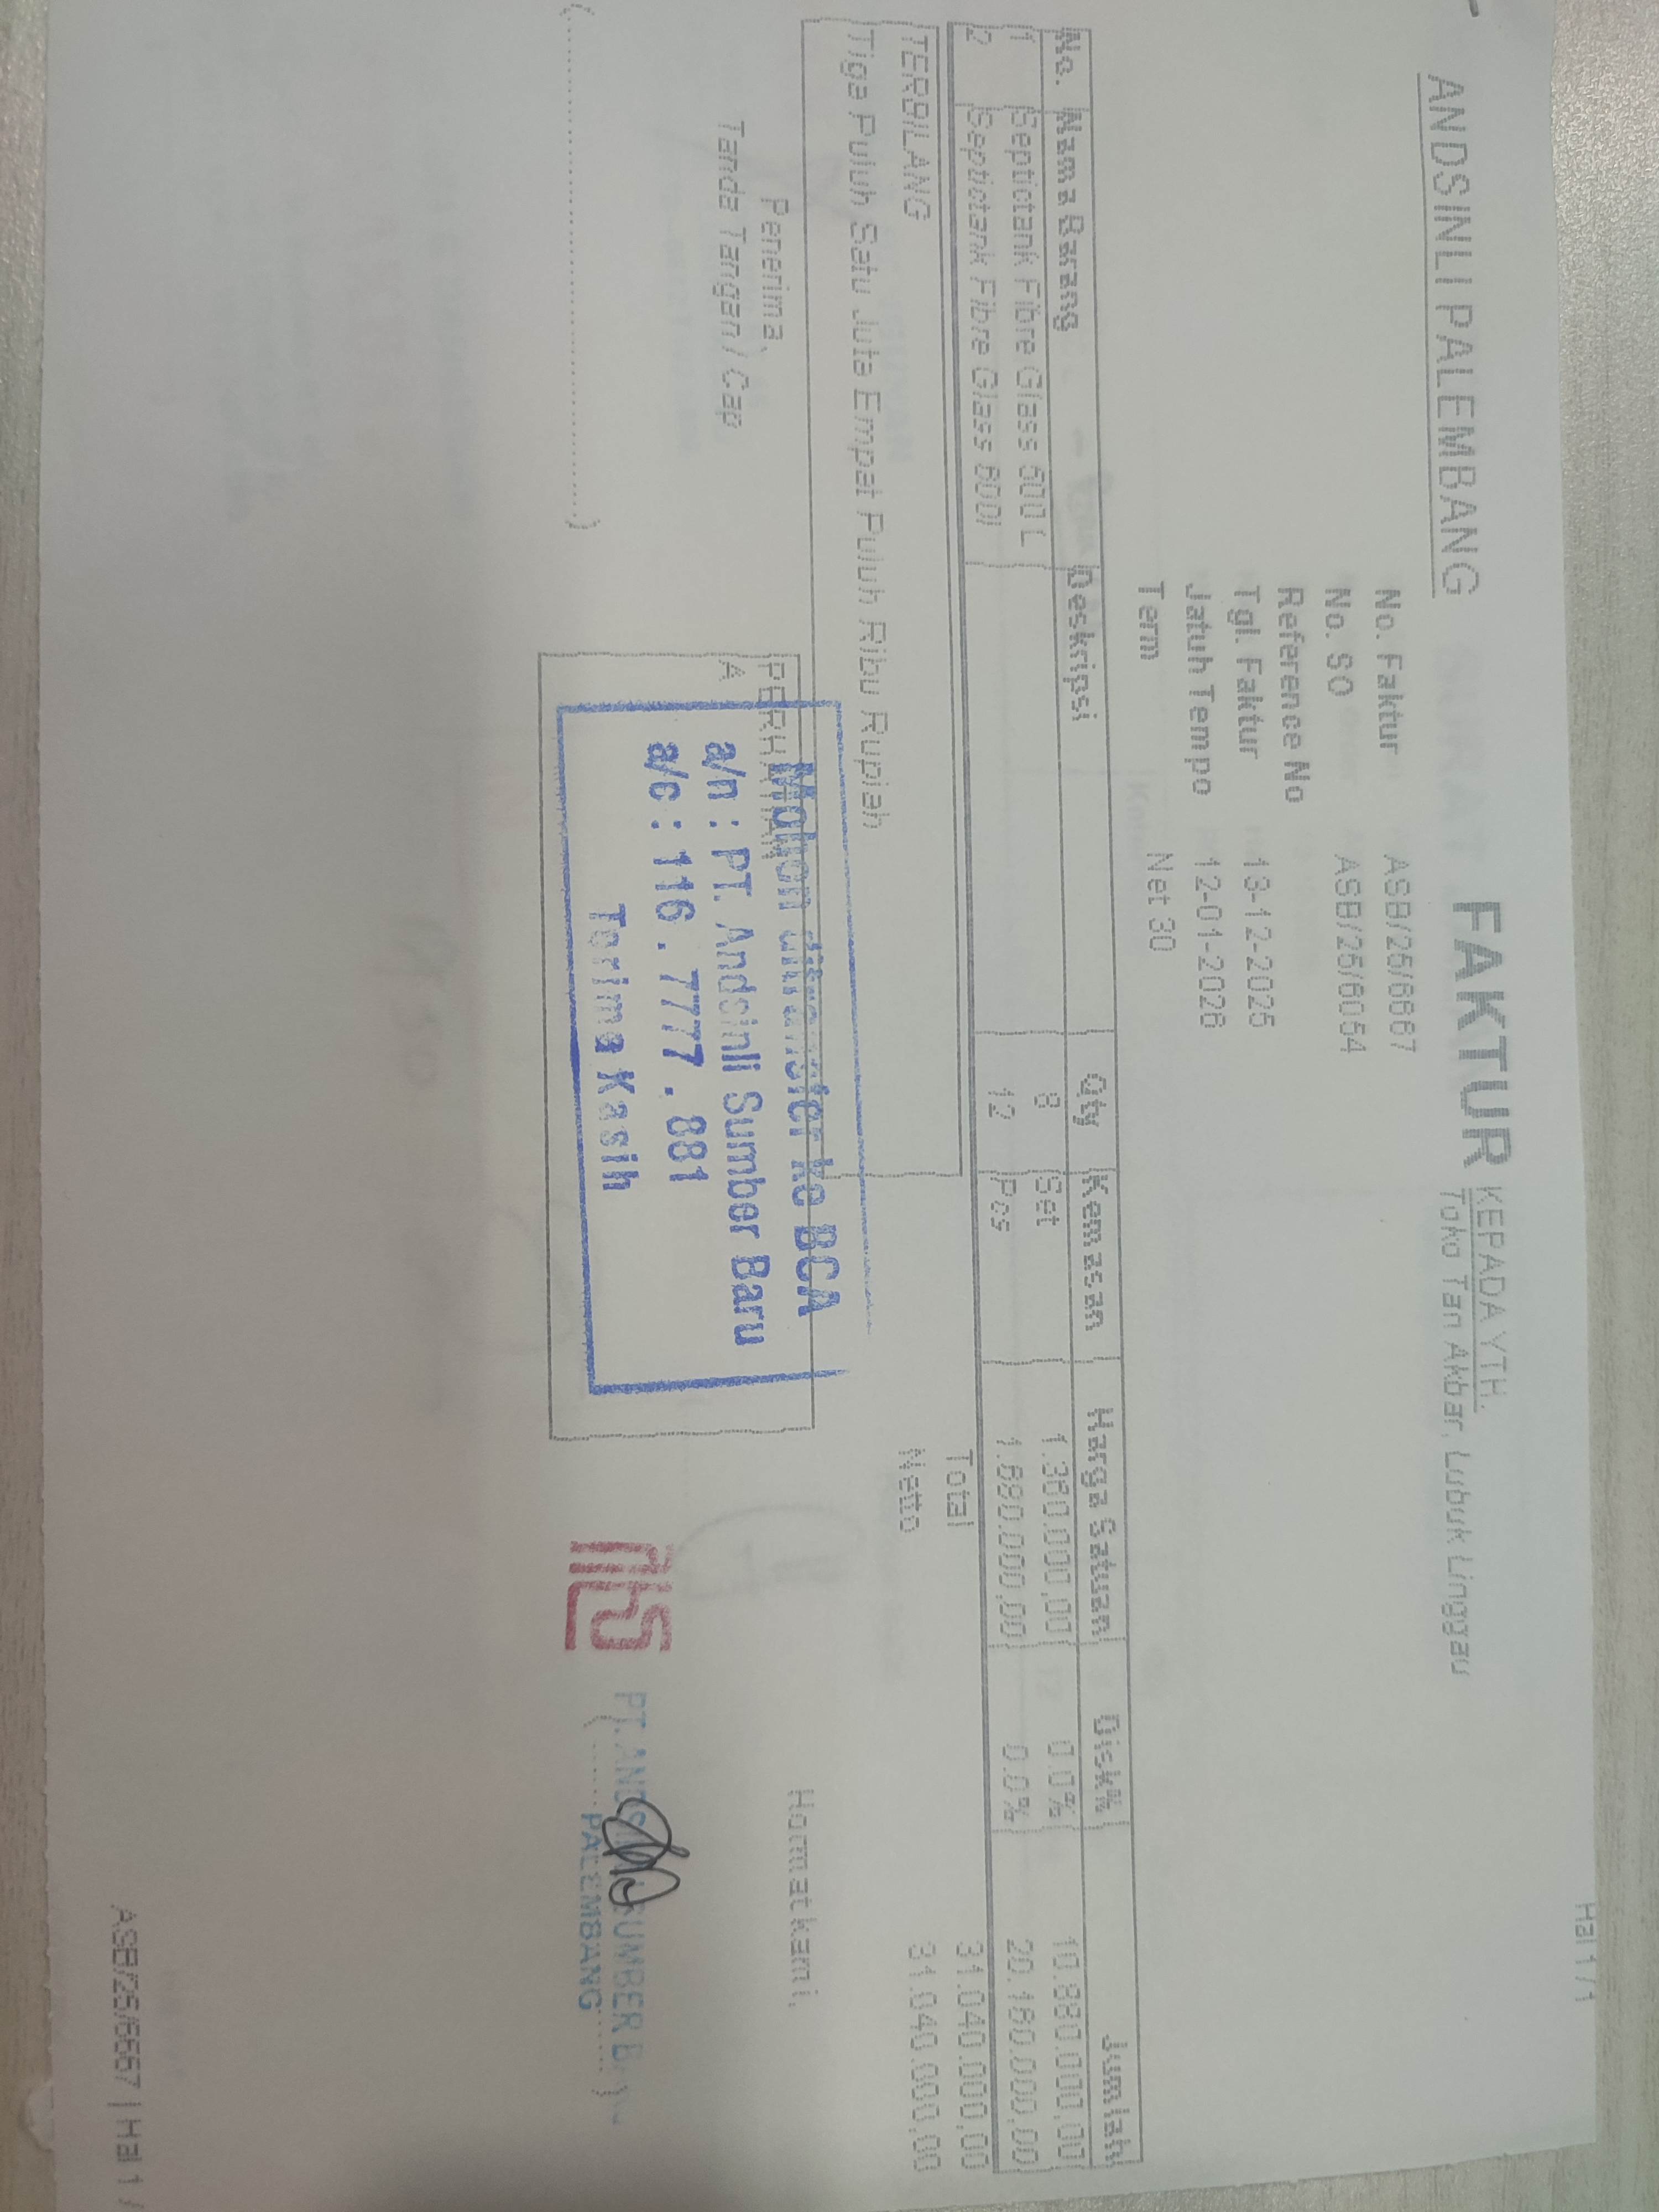 Hal 1 / 1
ANDSINLI PALEMBANG
FAKTUR
KEPADA YTH.
Toko Tan Akbar, Lubuk Linggau
No. Faktur ASB/25/6667
No. SO ASB/25/6054
Reference No
Tgl. Faktur 13-12-2025
Jatuh Tempo 12-01-2026
Term Net 30
No. Nama Barang Deskripsi Qty Kemasan Harga Satuan Disk% Jumlah
1 Septictank Fibre Glass 600 L 8 Set 1.360.000,00 0.0% 10.880.000,00
2 Septictank Fibre Glass 800l 12 Pcs 1.680.000,00 0.0% 20.160.000,00
TERBILANG
Total 31.040.000,00
Tiga Puluh Satu Juta Empat Puluh Ribu Rupiah
Netto 31.040.000,00
Penerima,
Tanda Tangan / Cap
PERHATIAN
A
Mohon ditransfer ke BCA
a/n : PT. Andsinli Sumber Baru
a/c : 116 . 7777 . 881
Terima Kasih
Hormat kami,
PT. ANDSINLI SUMBER B
PALEMBANG
ASB/25/6667 | Hal 1 /